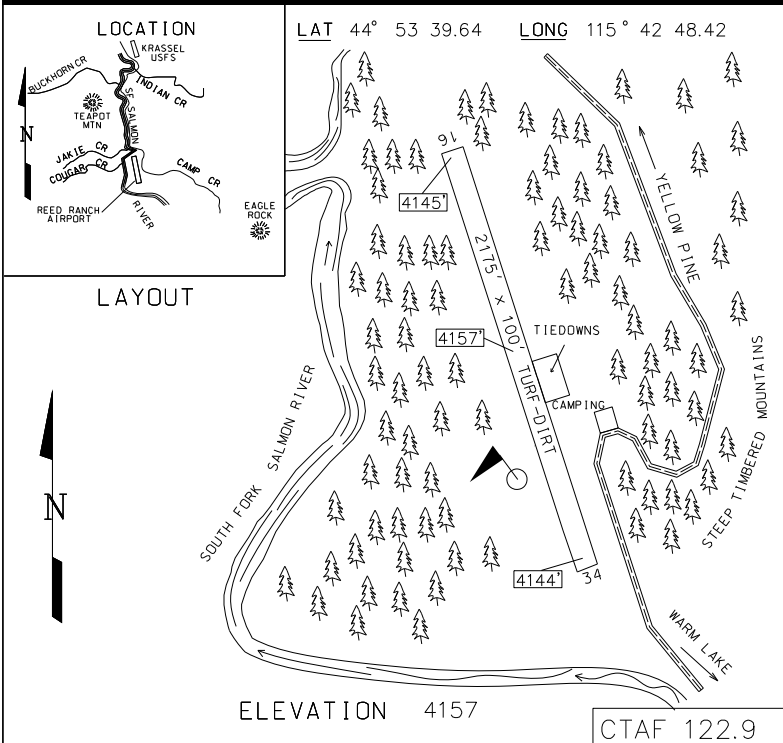 LOCATION
KRASSEL
USFS
BUCKHORN CR
INDIAN CR
TEAPOT
MTN
SF SALMON
N
JAKIE CR
COUGAR CR
CAMP CR
REED RANCH
AIRPORT
RIVER
EAGLE
ROCK
LAT 44° 53 39.64 LONG 115° 42 48.42
LAYOUT
16
4145'
2175' x 100'
TURF-DIRT
4157'
TIEDOWNS
CAMPING
YELLOW PINE
STEEP TIMBERED MOUNTAINS
SOUTH FORK SALMON RIVER
N
4144'
34
WARM LAKE
ELEVATION 4157
CTAF 122.9